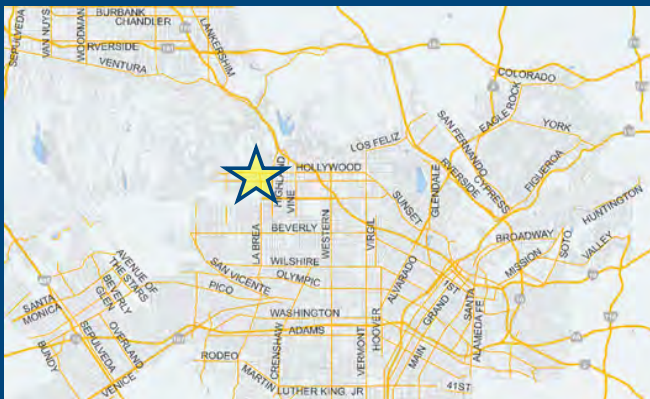 BURBANK
CHANDLER
SEPULVEDA
VAN NUYS
WOODMAN
LANKERSHIM
RIVERSIDE
VENTURA
COLORADO
EAGLE ROCK
SAN FERNANDO
YORK
LOS FELIZ
HIGHLAND
HOLLYWOOD
RIVERSIDE
CYPRESS
FIGUEROA
VINE
SUNSET
GLENDALE
HUNTINGTON
LA BREA
BEVERLY
WESTERN
VIRGIL
BROADWAY
SOTO
VALLEY
MISSION
AVENUE OF
THE STARS
BEVERLY
GLEN
SAN VICENTE
WILSHIRE
OLYMPIC
PICO
ALVARADO
1ST
SANTA
MONICA
GRAND
SANTA
FE
ALAMEDA
WASHINGTON
ADAMS
HOOVER
MAIN
SEPULVEDA
OVERLAND
BUNDY
VENICE
RODEO
CRENSHAW
VERMONT
MARTIN
LUTHER KING, JR
41ST